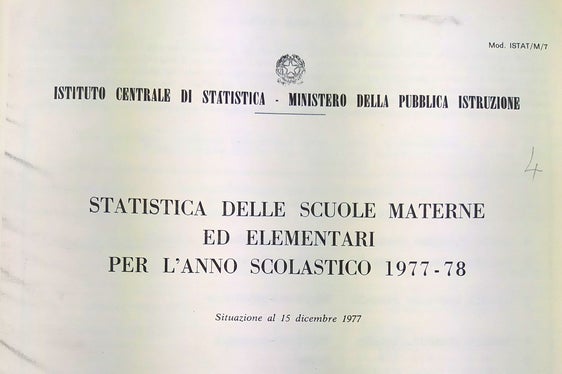 Mod. ISTAT/M/7
ISTITUTO CENTRALE DI STATISTICA - MINISTERO DELLA PUBBLICA ISTRUZIONE
4
STATISTICA DELLE SCUOLE MATERNE
ED ELEMENTARI
PER L'ANNO SCOLASTICO 1977-78
Situazione al 15 dicembre 1977